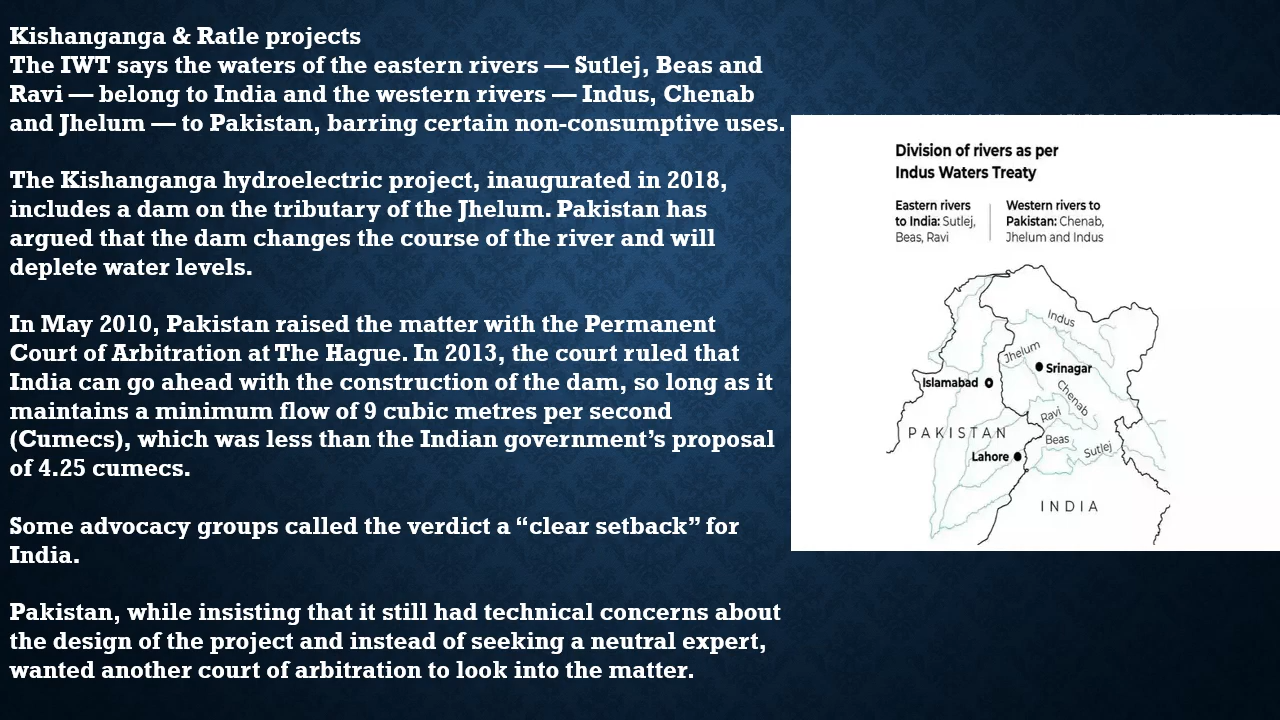 Kishanganga & Ratle projects
The IWT says the waters of the eastern rivers — Sutlej, Beas and
Ravi — belong to India and the western rivers — Indus, Chenab
and Jhelum — to Pakistan, barring certain non-consumptive uses.
The Kishanganga hydroelectric project, inaugurated in 2018,
includes a dam on the tributary of the Jhelum. Pakistan has
argued that the dam changes the course of the river and will
deplete water levels.
In May 2010, Pakistan raised the matter with the Permanent
Court of Arbitration at The Hague. In 2013, the court ruled that
India can go ahead with the construction of the dam, so long as it
maintains a minimum flow of 9 cubic metres per second
(Cumecs), which was less than the Indian government’s proposal
of 4.25 cumecs.
Some advocacy groups called the verdict a “clear setback” for
India.
Pakistan, while insisting that it still had technical concerns about
the design of the project and instead of seeking a neutral expert,
wanted another court of arbitration to look into the matter.
Division of rivers as per
Indus Waters Treaty
Eastern rivers
to India: Sutlej,
Beas, Ravi
Western rivers to
Pakistan: Chenab,
Jhelum and Indus
Indus
Jhelum
Srinagar
Islamabad
Chenab
Ravi
PAKISTAN
Beas
Sutlej
Lahore
INDIA